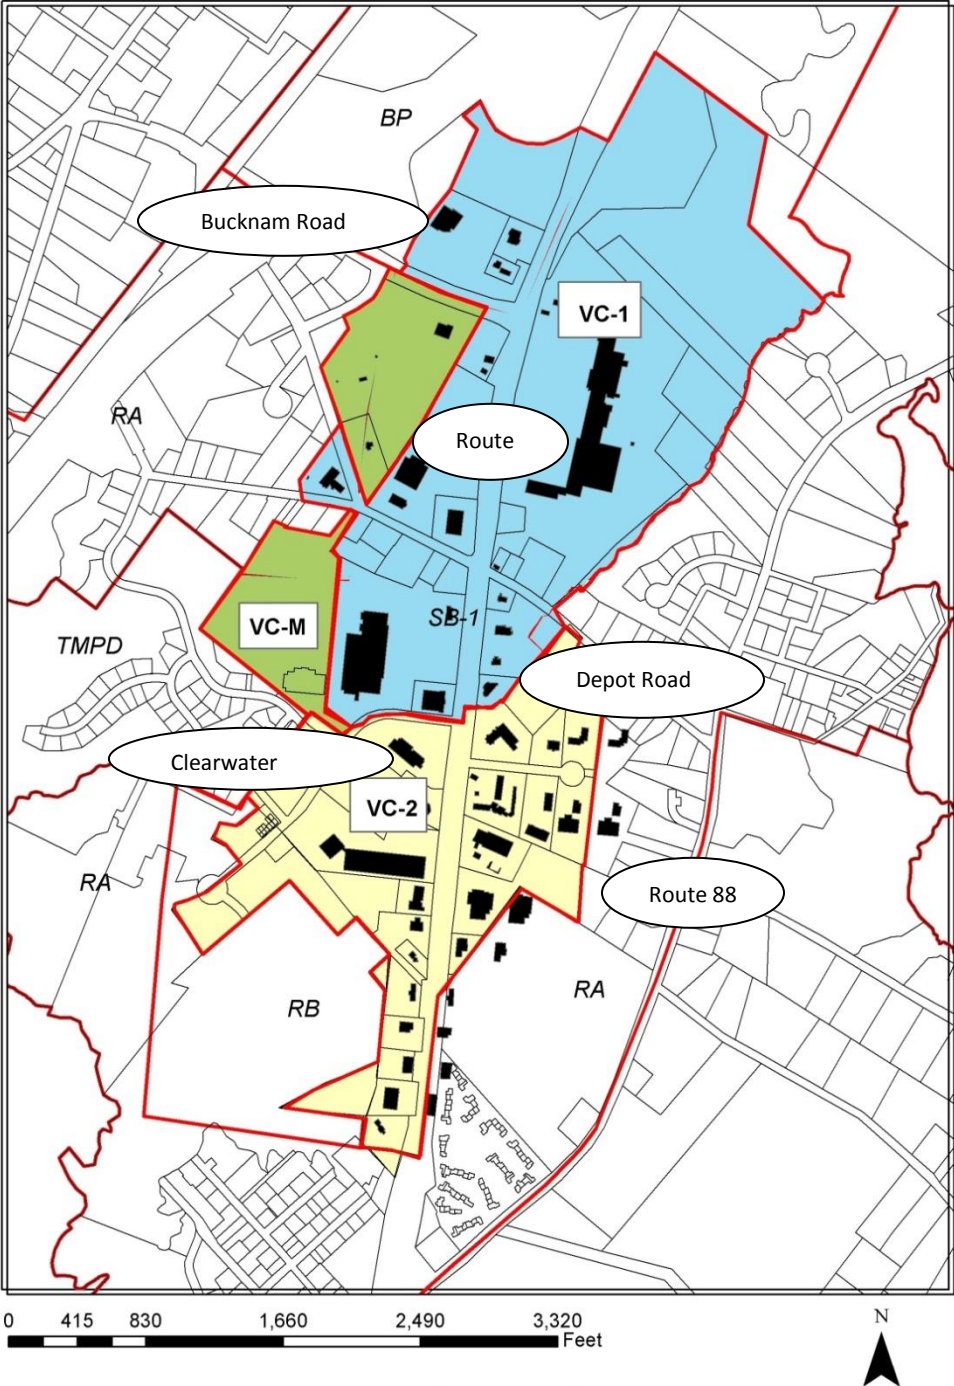 BP
Bucknam Road
VC-1
RA
Route
SB-1
VC-M
TMPD
Depot Road
Clearwater
VC-2
RA
Route 88
RA
RB
0 415 830 1,660 2,490 3,320
Feet
N